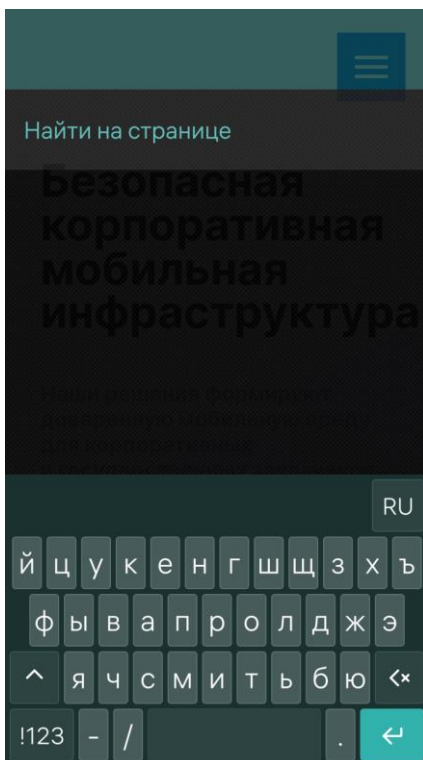 Найти на странице
Безопасная
корпоративная
мобильная
инфраструктура
Наши решения формируют
доверенную мобильную среду
для корпоративных
RU
й ц у к е н г ш щ з х ъ
ф ы в а п р о л д ж э
я ч с м и т ь б ю
!123 - / .